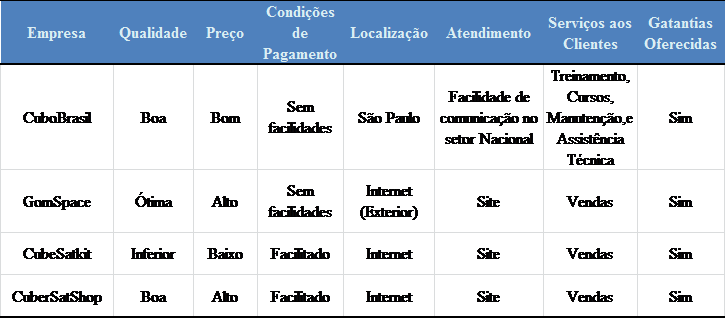 Empresa Qualidade Preço Condições de Pagamento Localização Atendimento Serviços aos Clientes Gatantias Oferecidas
CuboBrasil Boa Bom Sem facilidades São Paulo Facilidade de comunicação no setor Nacional Treinamento, Cursos, Manutenção,e Assistência Técnica Sim
GomSpace Ótima Alto Sem facilidades Internet (Exterior) Site Vendas Sim
CubeSatkit Inferior Baixo Facilitado Internet Site Vendas Sim
CuberSatShop Boa Alto Facilitado Internet Site Vendas Sim